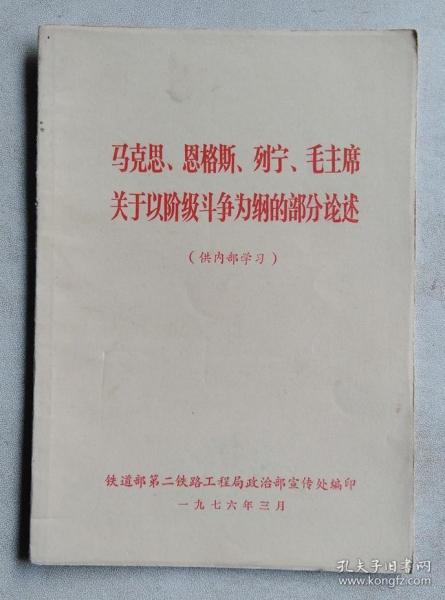 马克思、恩格斯、列宁、毛主席
关于以阶级斗争为纲的部分论述
（供内部学习）
铁道部第二铁路工程局政治部宣传处编印
一九七六年三月
孔夫子旧书网
www.kongfz.com